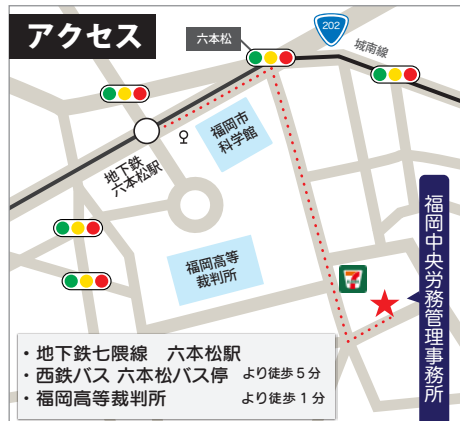 アクセス
六本松
202
城南線
福岡市
科学館
地下鉄
六本松駅
福岡高等
裁判所
7
福岡中央労務管理事務所
・地下鉄七隈線　六本松駅
・西鉄バス 六本松バス停 より徒歩５分
・福岡高等裁判所 より徒歩１分